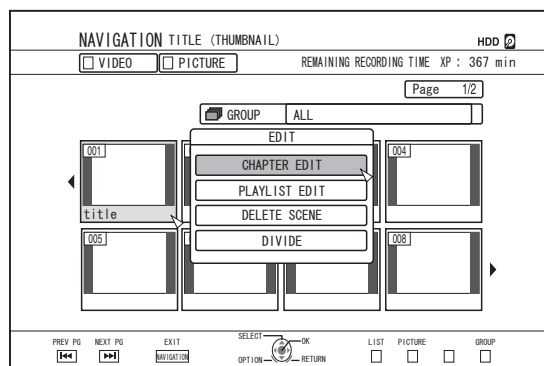 NAVIGATION TITLE (THUMBNAIL) HDD
VIDEO PICTURE REMAINING RECORDING TIME XP : 367 min
Page 1/2
GROUP ALL
EDIT
001 004
CHAPTER EDIT
PLAYLIST EDIT
title DELETE SCENE
005 DIVIDE 008
PREV PG NEXT PG EXIT SELECT OK LIST PICTURE GROUP
NAVIGATION OPTION RETURN